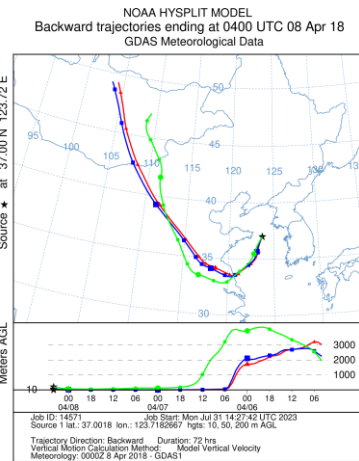 NOAA HYSPLIT MODEL
Backward trajectories ending at 0400 UTC 08 Apr 18
GDAS Meteorological Data
Source ★ at 37.00 N 123.72 E
50
95
45
100
105
110
115
120
125
130
40
35
30
Meters AGL
10
3000
2000
1000
00 18 12 06 00 18 12 06 00 18 12 06
04/08 04/07 04/06
Job ID: 14571 Job Start: Mon Jul 31 14:27:42 UTC 2023
Source 1 lat.: 37.0018 lon.: 123.7182667 hgts: 10, 50, 200 m AGL
Trajectory Direction: Backward Duration: 72 hrs
Vertical Motion Calculation Method: Model Vertical Velocity
Meteorology: 0000Z 8 Apr 2018 - GDAS1